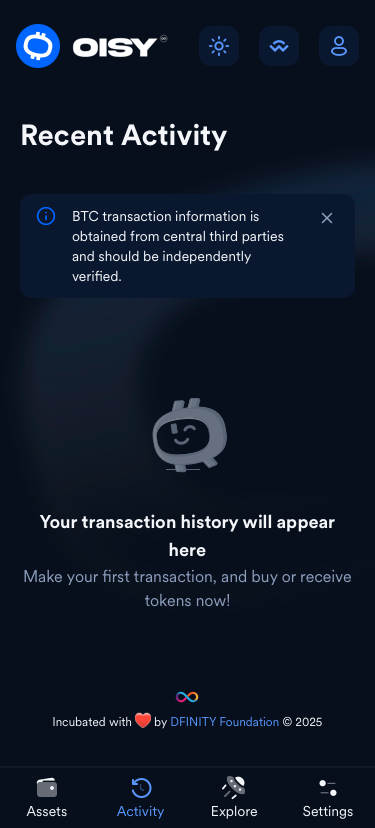 OISY
Recent Activity
BTC transaction information is
obtained from central third parties
and should be independently
verified.
Your transaction history will appear
here
Make your first transaction, and buy or receive
tokens now!
Incubated with ❤️ by DFINITY Foundation © 2025
Assets
Activity
Explore
Settings